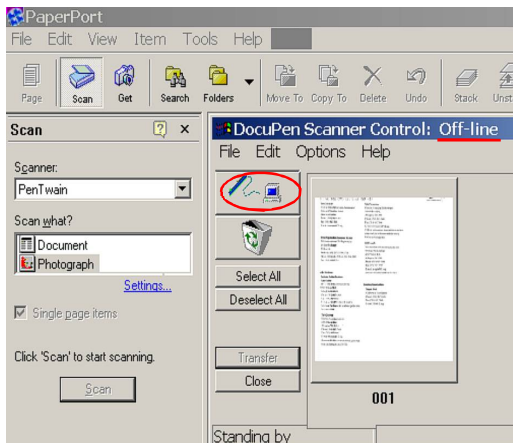 PaperPort
File Edit View Item Tools Help
Page Scan Get Search Folders Move To Copy To Delete Undo Stack Unst
Scan
Scanner:
PenTwain
Scan what?
Document
Photograph
Settings...
Single page items
Click 'Scan' to start scanning.
Scan
DocuPen Scanner Control: Off-line
File Edit Options Help
Select All
Deselect All
Transfer
Close
001
Standing by